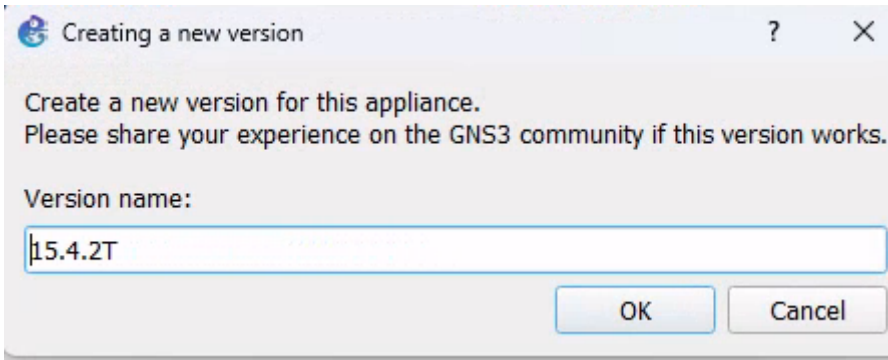 Creating a new version
Create a new version for this appliance.
Please share your experience on the GNS3 community if this version works.
Version name:
15.4.2T
OK Cancel